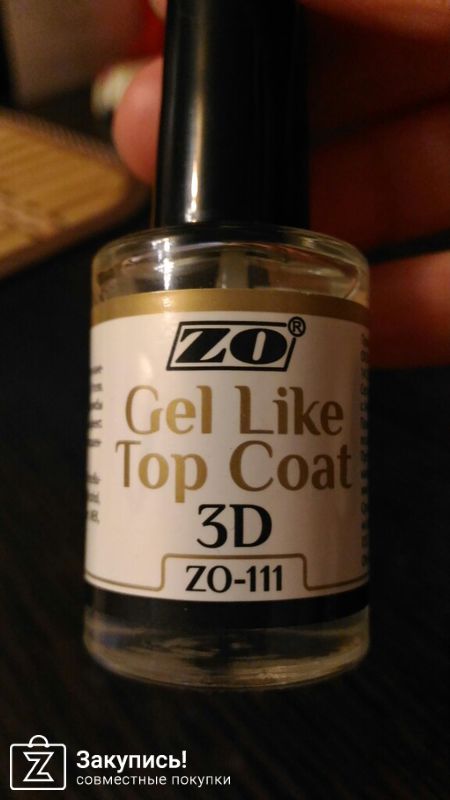 ZO®
Gel Like
Top Coat
3D
ZO-111
Закупись!
совместные покупки